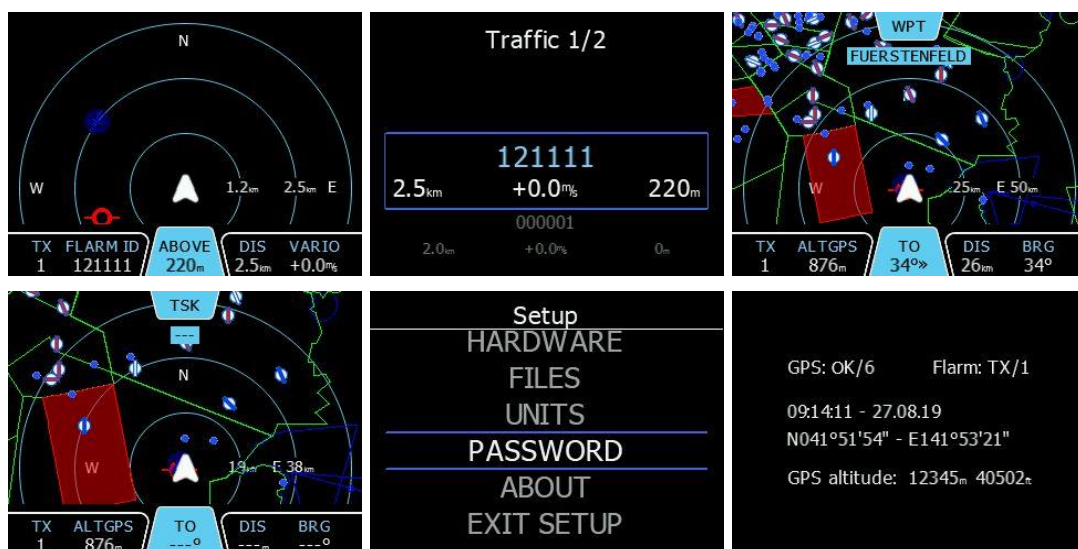 N
1.2km 2.5km E
W
TX FLARM ID ABOVE DIS VARIO
1 121111 220m 2.5km +0.0m/s
Traffic 1/2
121111
2.5km +0.0m/s 220m
000001
2.0km +0.0m/s 0m
WPT
FUERSTENFELD
W 25km E 50km
TX ALTGPS TO DIS BRG
1 876m 34°» 26km 34°
TSK
---
N
W 19km E 38km
TX ALTGPS TO DIS BRG
1 876m ---° ---m ---°
Setup
HARDWARE
FILES
UNITS
PASSWORD
ABOUT
EXIT SETUP
GPS: OK/6 Flarm: TX/1
09:14:11 - 27.08.19
N041°51'54" - E141°53'21"
GPS altitude: 12345m 40502ft